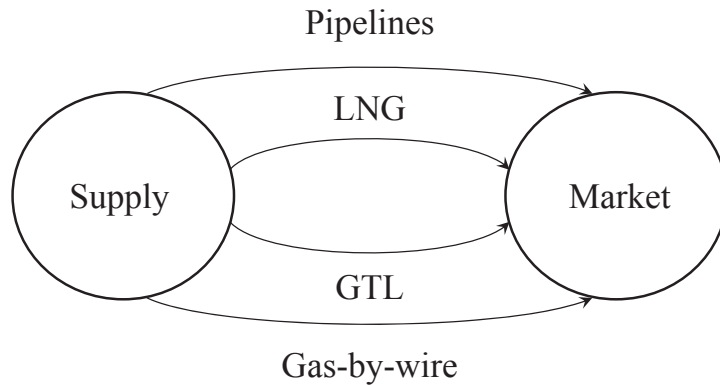 Pipelines
LNG
Supply
Market
GTL
Gas-by-wire